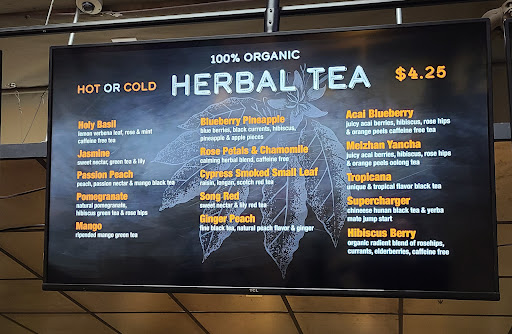 100% ORGANIC
HOT OR COLD
HERBAL TEA
$4.25
Holy Basil
lemon verbena leaf, rose & mint
caffeine free tea
Jasmine
sweet nectar, green tea & lily
Passion Peach
peach, passion nectar & mango black tea
Pomegranate
natural pomegranate,
hibiscus green tea & rose hips
Mango
ripended mango green tea
Blueberry Pineapple
blue berries, black currants, hibiscus,
pineapple & apple pieces
Rose Petals & Chamomile
calming herbal blend, caffeine free
Cypress Smoked Small Leaf
raisin, longan, scotch red tea
Song Red
sweet nectar & lily red tea
Ginger Peach
fine black tea, natural peach flavor & ginger
Acai Blueberry
juicy acai berries, hibiscus, rose hips
& orange peels caffeine free tea
Meizhan Yancha
juicy acai berries, hibiscus, rose hips
& orange peels oolong tea
Tropicana
unique & tropical flavor black tea
Supercharger
chineese hunan black tea & yerba
mate jump start
Hibiscus Berry
organic radient blend of rosehips,
currants, elderberries, caffeine free
TCL